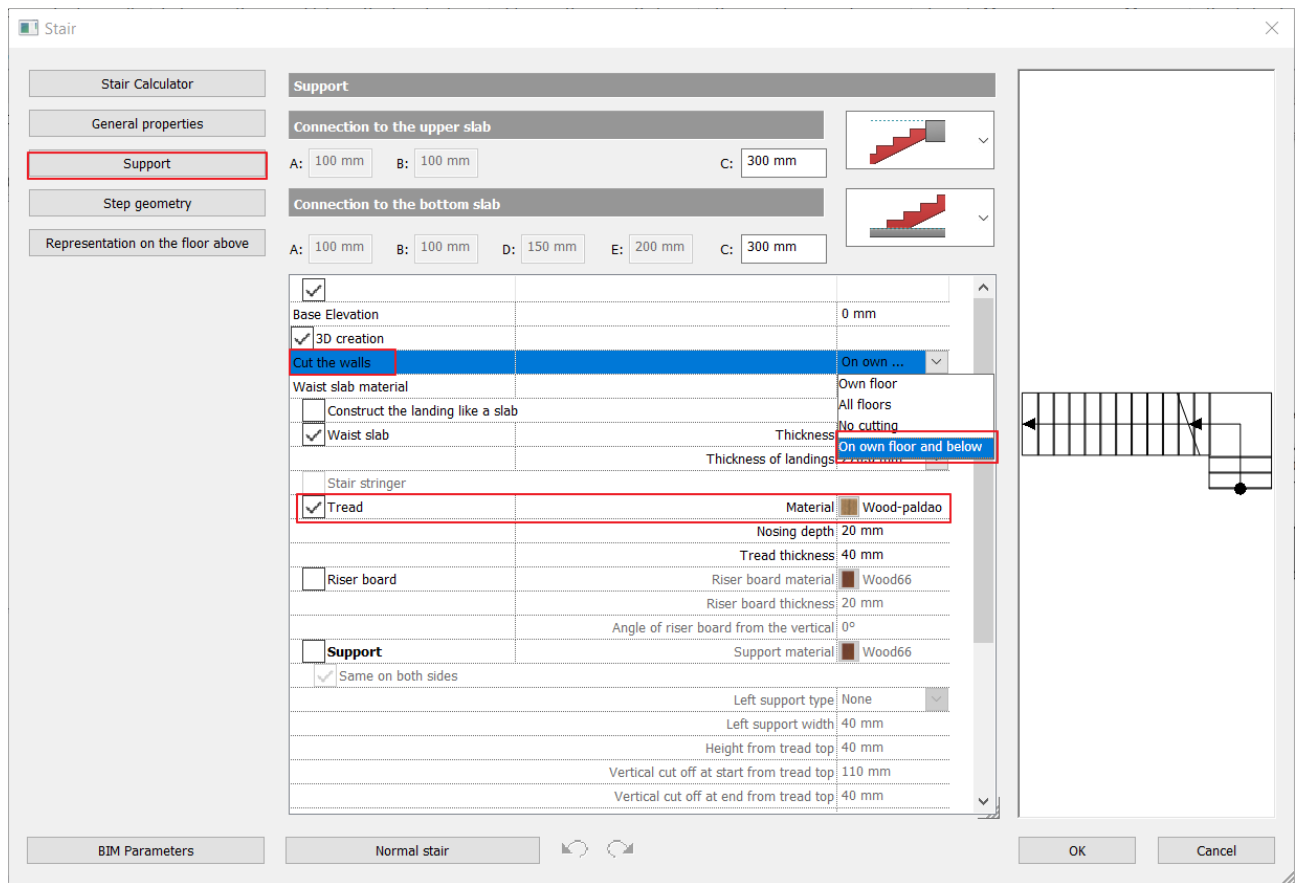 Stair
Stair Calculator
General properties
Support
Step geometry
Representation on the floor above
Support
Connection to the upper slab
A: 100 mm B: 100 mm C: 300 mm
Connection to the bottom slab
A: 100 mm B: 100 mm D: 150 mm E: 200 mm C: 300 mm
Base Elevation 0 mm
3D creation
Cut the walls On own ...
Own floor
All floors
No cutting
On own floor and below
Waist slab material
Construct the landing like a slab
Waist slab Thickness
Thickness of landings
Stair stringer
Tread Material Wood-paldao
Nosing depth 20 mm
Tread thickness 40 mm
Riser board Riser board material Wood66
Riser board thickness 20 mm
Angle of riser board from the vertical 0°
Support Support material Wood66
Same on both sides
Left support type None
Left support width 40 mm
Height from tread top 40 mm
Vertical cut off at start from tread top 110 mm
Vertical cut off at end from tread top 40 mm
BIM Parameters Normal stair OK Cancel